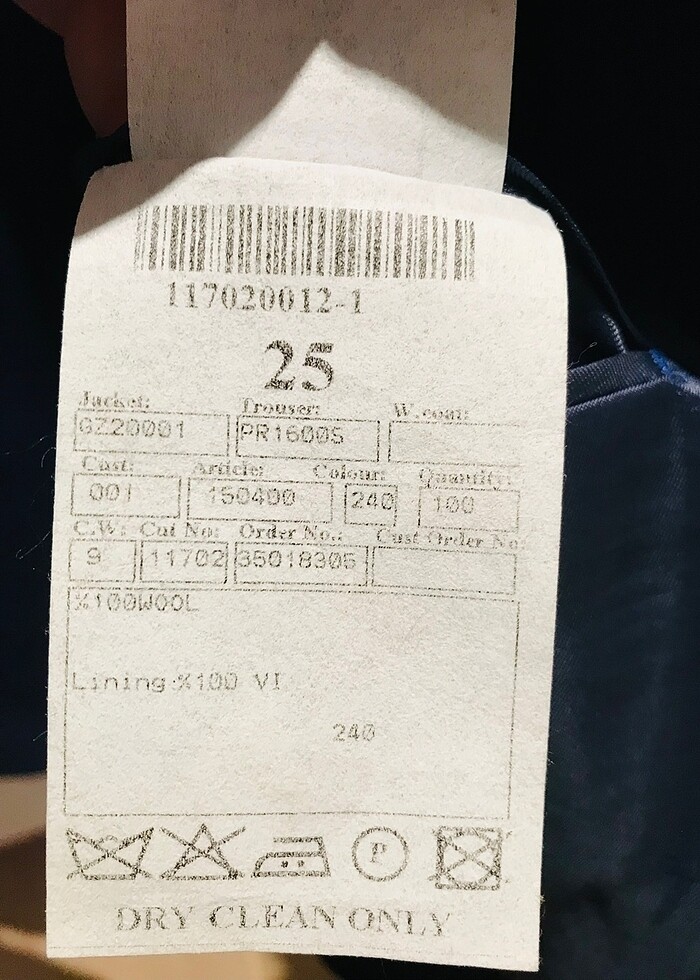 117020012-1
25
Jacket: Trouser: W.coat:
GZ20001 PR16005
Cust: Article: Colour: Quantity:
001 150400 240 100
C.W: Cut No: Order No.: Cust Order No
9 11702 35018305
%100WOOL
Lining:%100 VI
240
P
DRY CLEAN ONLY